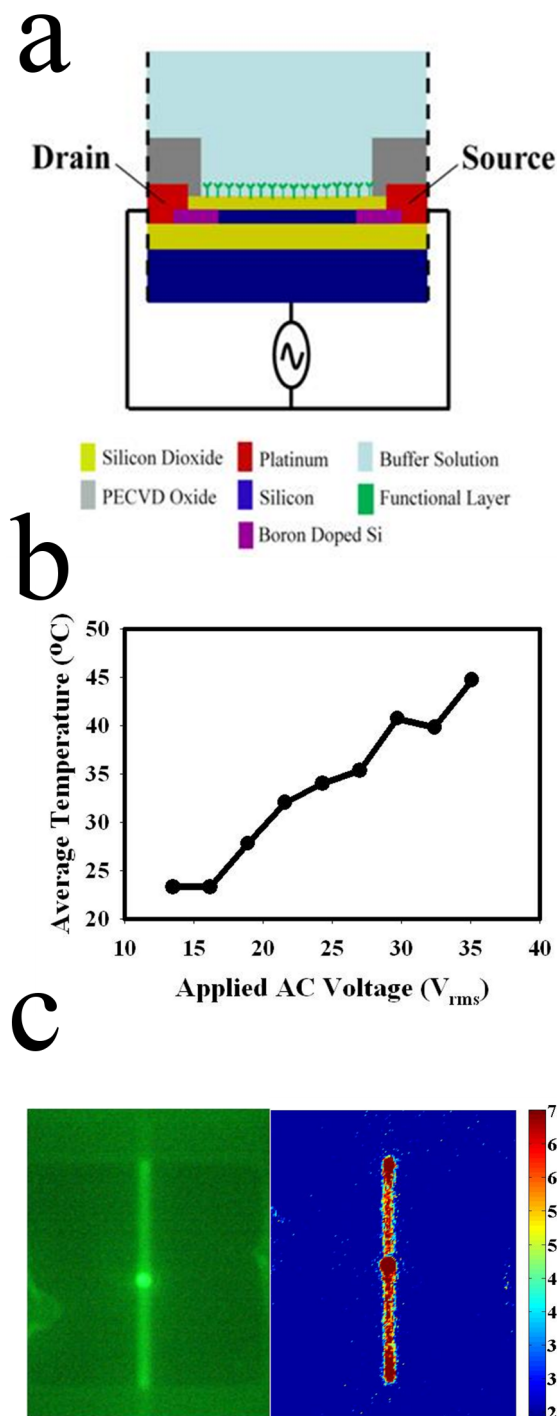 a
Drain
Source
Silicon Dioxide Platinum Buffer Solution
PECVD Oxide Silicon Functional Layer
Boron Doped Si
b
50
45
40
35
30
25
20
Average Temperature (ºC)
10 15 20 25 30 35 40
Applied AC Voltage (Vrms)
c
7
6
6
5
5
4
4
3
3
2